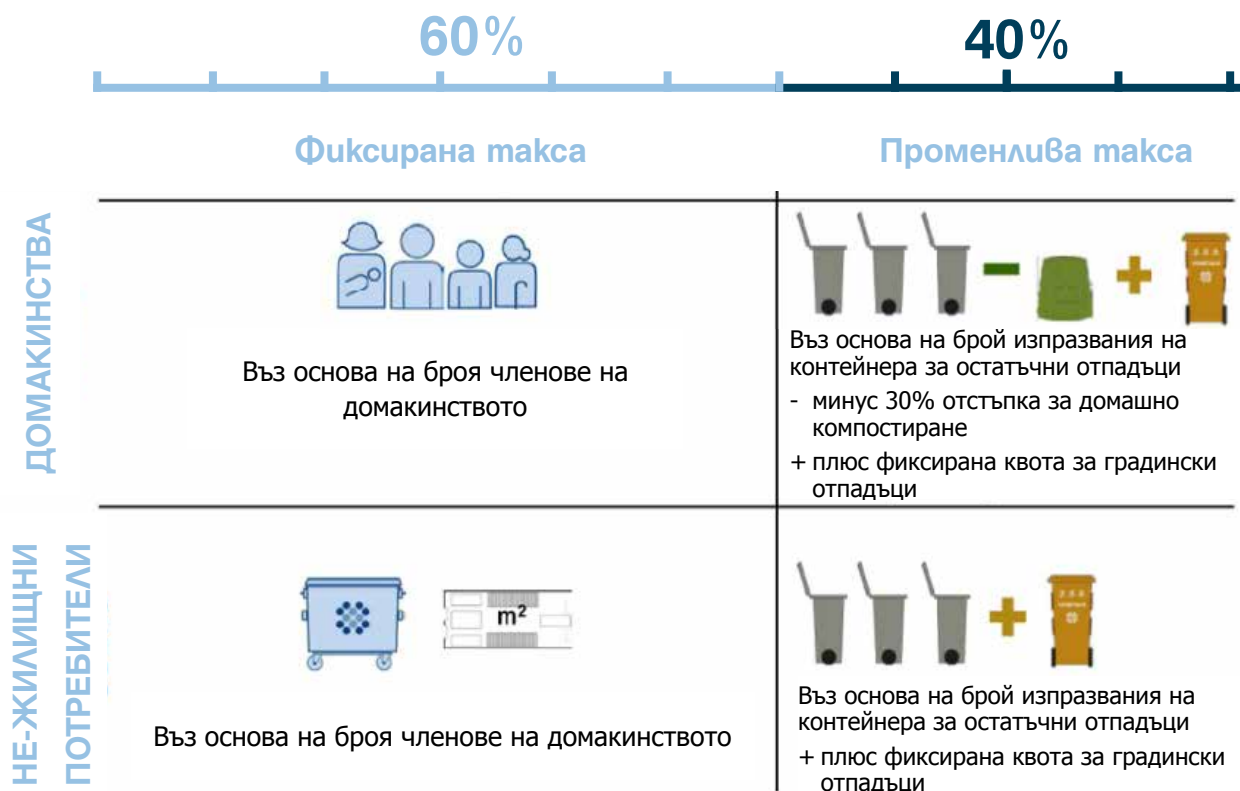 60% 40%
Фиксирана такса Променлива такса
ДОМАКИНСТВА
Въз основа на броя членове на
домакинството
Въз основа на брой изпразвания на
контейнера за остатъчни отпадъци
- минус 30% отстъпка за домашно
компостиране
+ плюс фиксирана квота за градински
отпадъци
НЕ-ЖИЛИЩНИ
ПОТРЕБИТЕЛИ
m²
Въз основа на броя членове на домакинството
Въз основа на брой изпразвания на
контейнера за остатъчни отпадъци
+ плюс фиксирана квота за градински
отпадъци